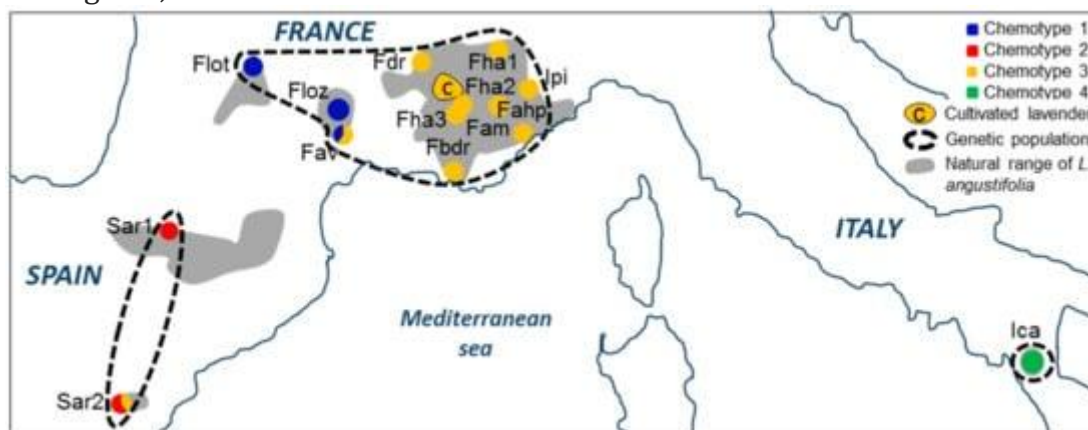 FRANCE
Flot
Fdr
Fha1
Ipi
Floz
C
Fha2
Fahp
Fha3
Fam
Fav
Fbdr
Sar1
SPAIN
Sar2
Mediterranean
sea
ITALY
Ica
Chemotype 1
Chemotype 2
Chemotype 3
Chemotype 4
C Cultivated lavender
Genetic population
Natural range of L
angustifolia